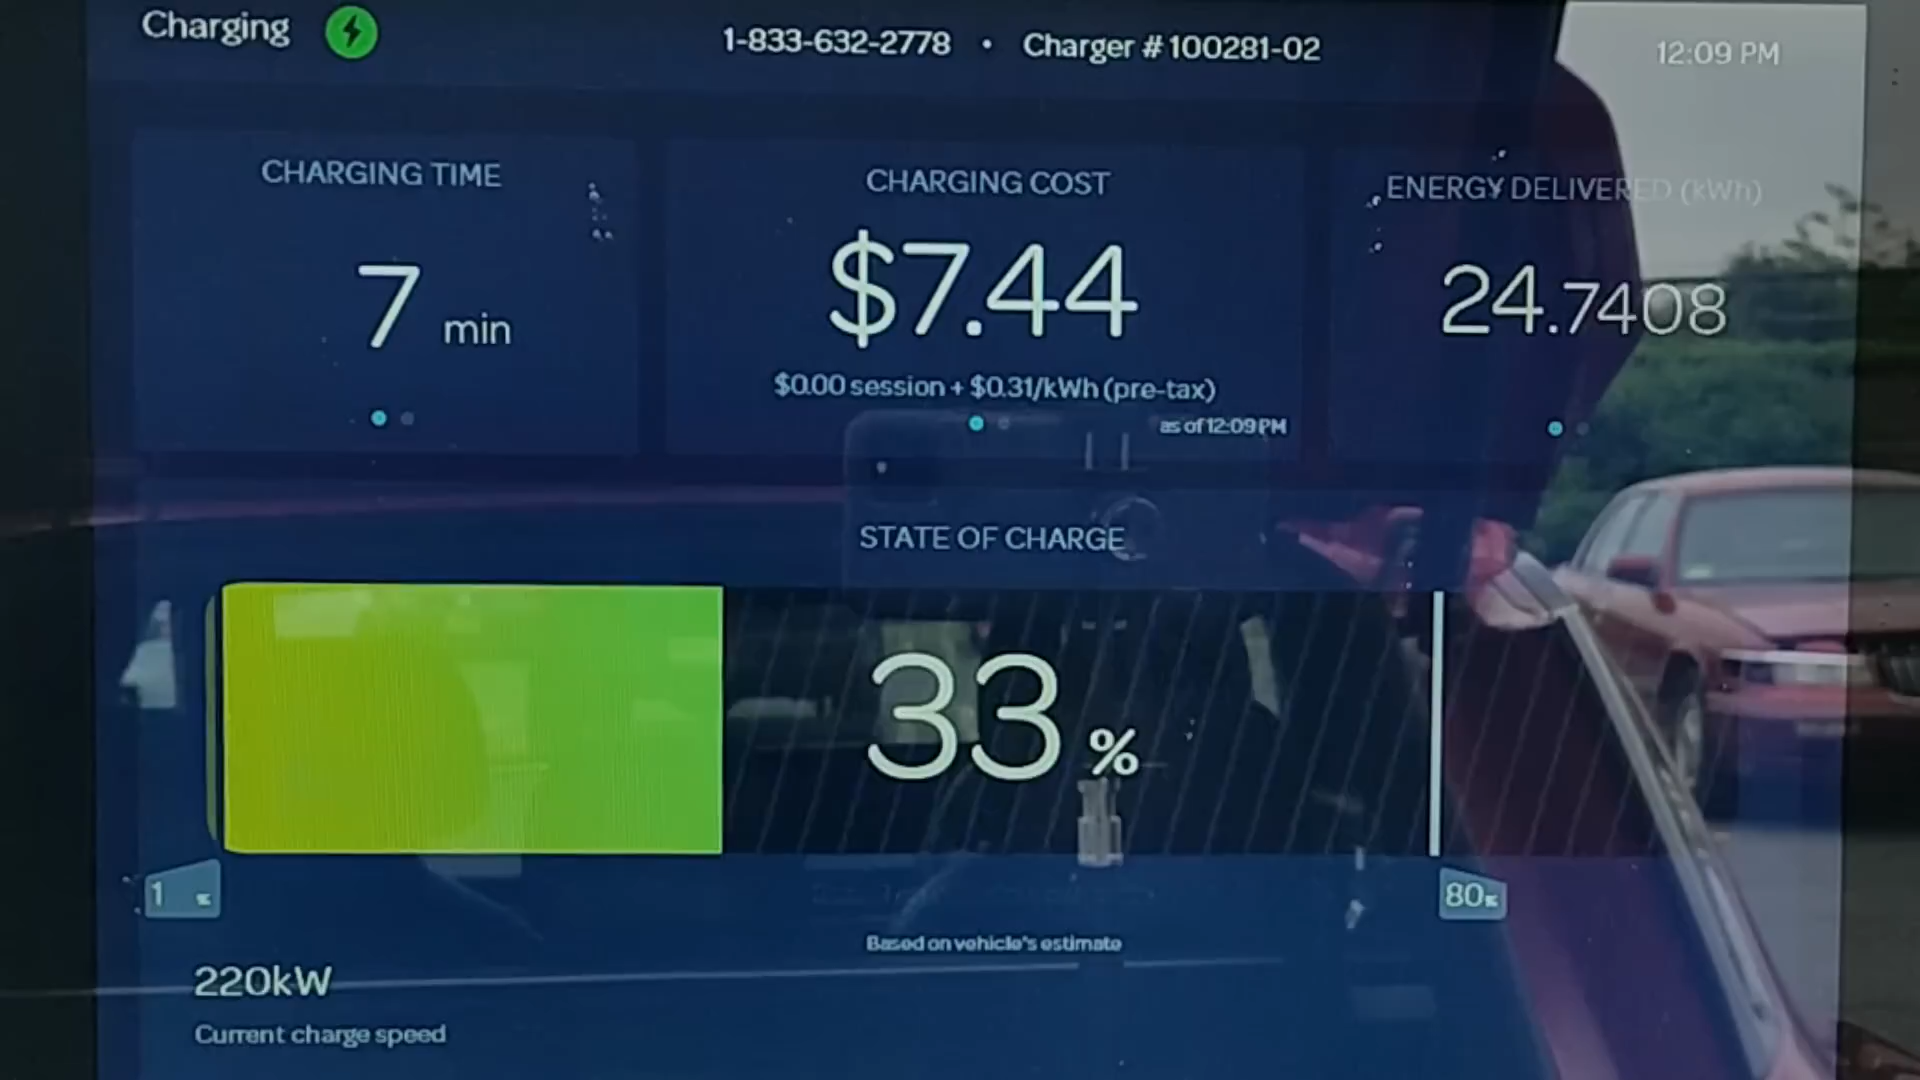 Charging
1-833-632-2778 • Charger #100281-02
12:09 PM
CHARGING TIME
7 min
CHARGING COST
$7.44
$0.00 session + $0.31/kWh (pre-tax)
as of 12:09 PM
ENERGY DELIVERED (kWh)
24.7408
STATE OF CHARGE
33 %
1
80%
Based on vehicle's estimate
220kW
Current charge speed